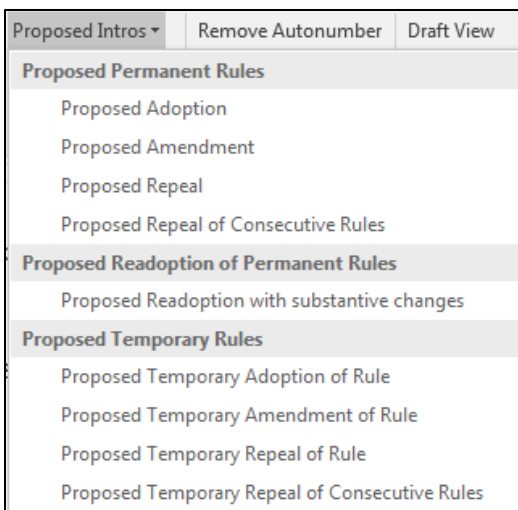 Proposed Intros Remove Autonumber Draft View
Proposed Permanent Rules
Proposed Adoption
Proposed Amendment
Proposed Repeal
Proposed Repeal of Consecutive Rules
Proposed Readoption of Permanent Rules
Proposed Readoption with substantive changes
Proposed Temporary Rules
Proposed Temporary Adoption of Rule
Proposed Temporary Amendment of Rule
Proposed Temporary Repeal of Rule
Proposed Temporary Repeal of Consecutive Rules